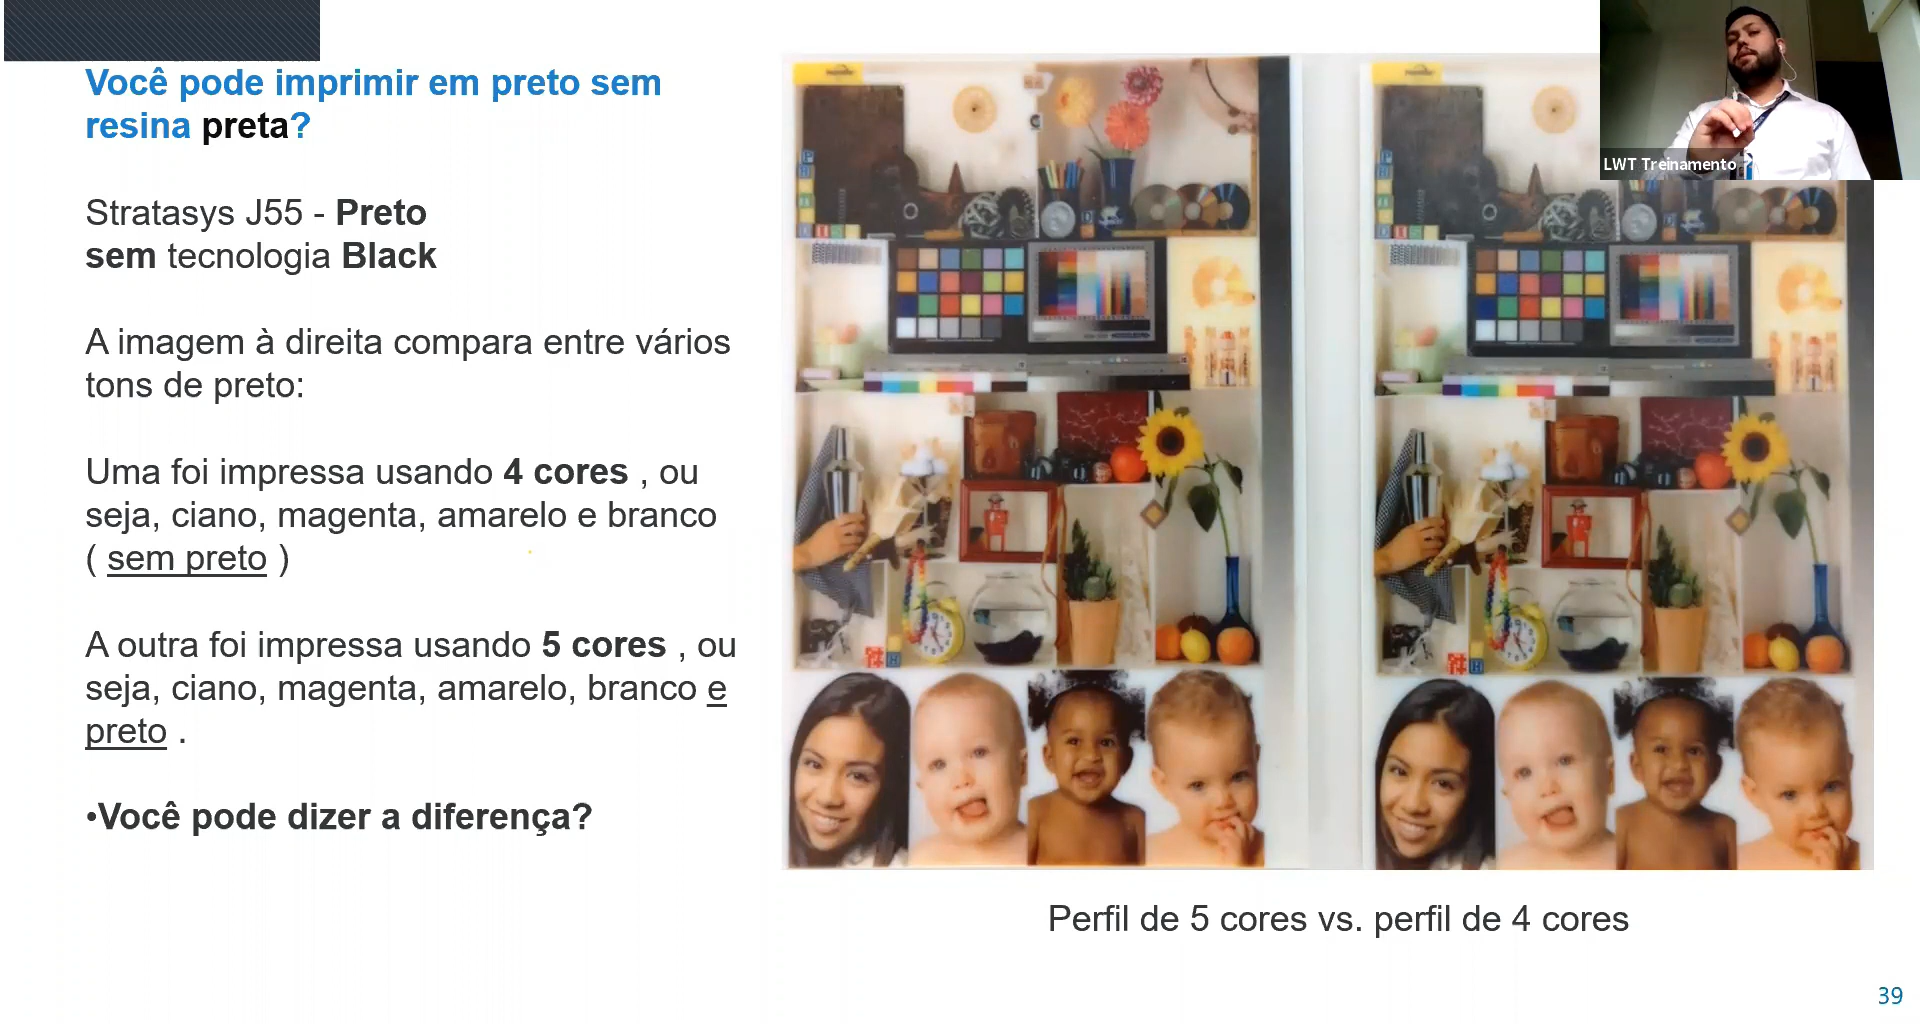 Você pode imprimir em preto sem
resina preta?
Stratasys J55 - Preto
sem tecnologia Black
A imagem à direita compara entre vários
tons de preto:
Uma foi impressa usando 4 cores , ou
seja, ciano, magenta, amarelo e branco
( sem preto )
A outra foi impressa usando 5 cores , ou
seja, ciano, magenta, amarelo, branco e
preto .
•Você pode dizer a diferença?
LWT Treinamento
Perfil de 5 cores vs. perfil de 4 cores
39